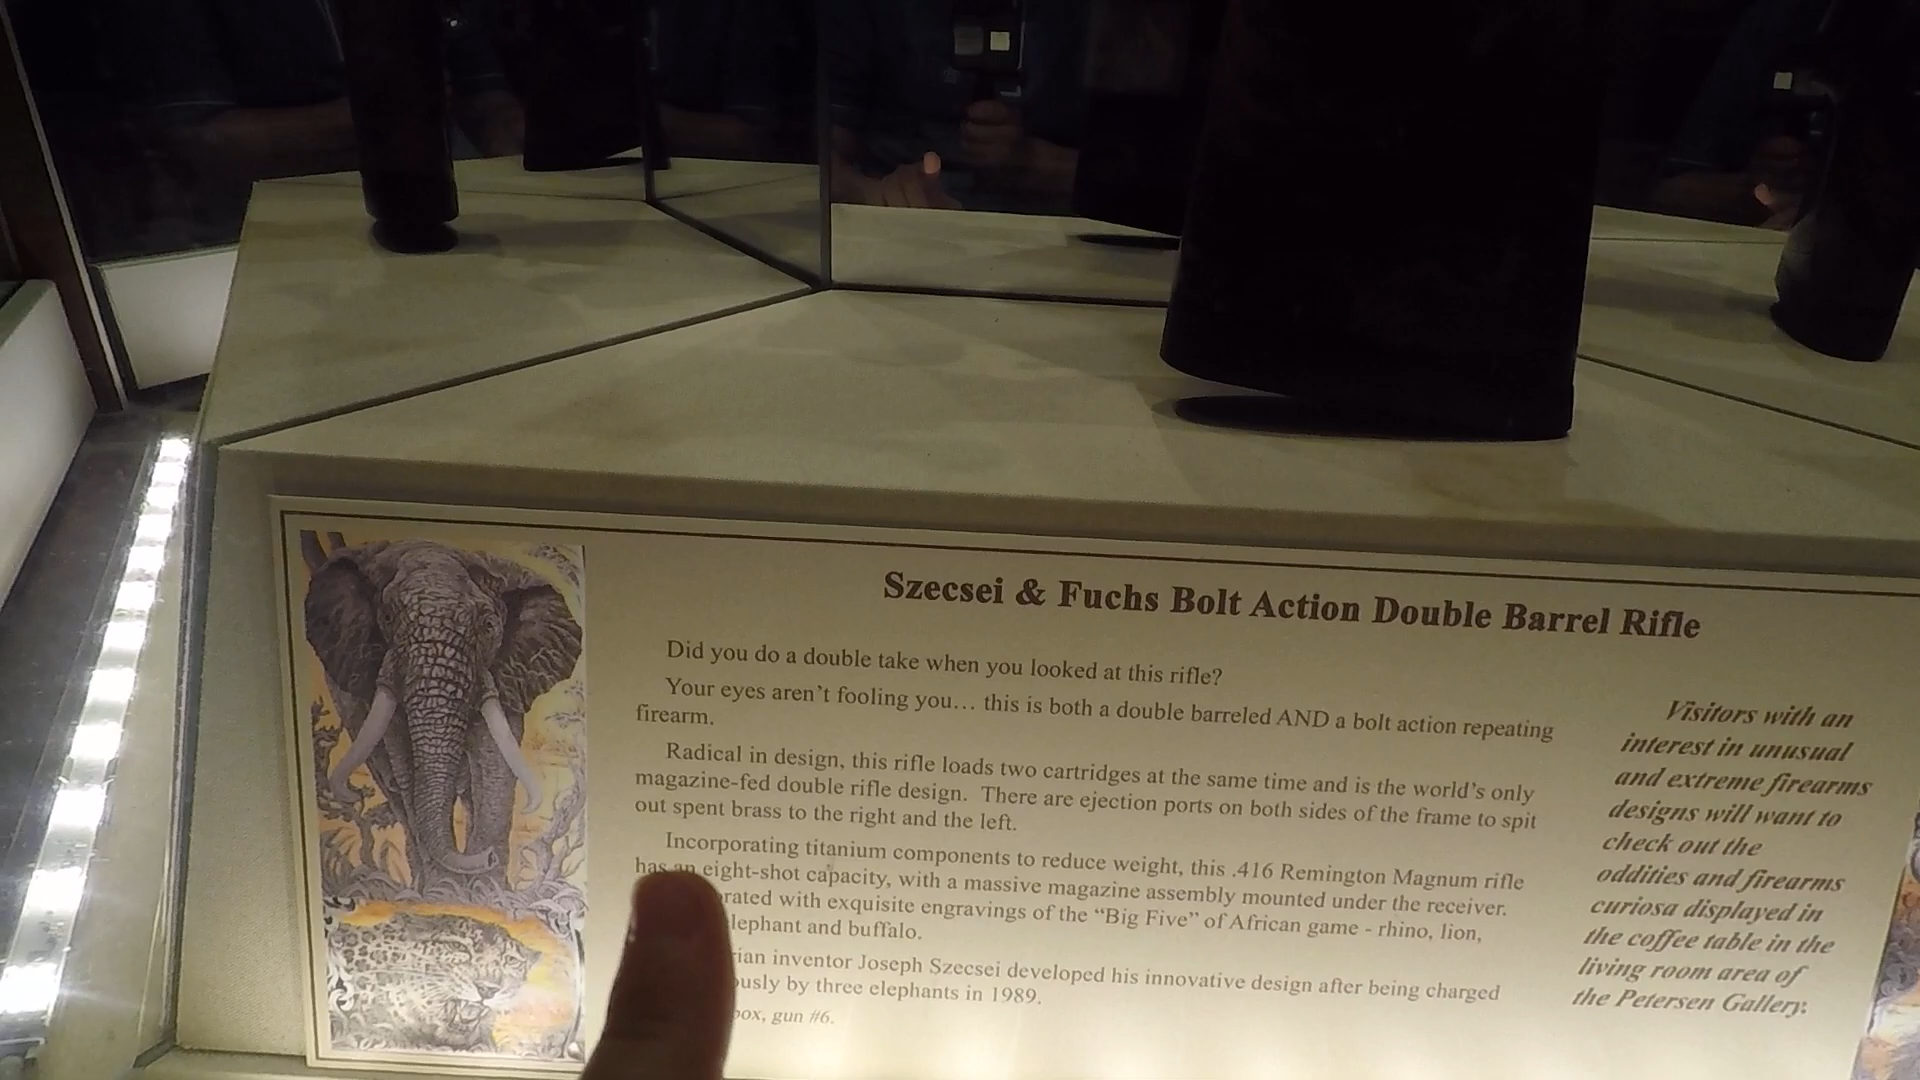 Szecsei & Fuchs Bolt Action Double Barrel Rifle
Did you do a double take when you looked at this rifle?
Your eyes aren't fooling you… this is both a double barreled AND a bolt action repeating
firearm.
Radical in design, this rifle loads two cartridges at the same time and is the world's only
magazine-fed double rifle design. There are ejection ports on both sides of the frame to spit
out spent brass to the right and the left.
Incorporating titanium components to reduce weight, this .416 Remington Magnum rifle
has an eight-shot capacity, with a massive magazine assembly mounted under the receiver.
with exquisite engravings of the "Big Five" of African game - rhino, lion,
and buffalo.
inventor Joseph Szecsei developed his innovative design after being charged
by three elephants in 1989.
gun #6.
Visitors with an
interest in unusual
and extreme firearms
designs will want to
check out the
oddities and firearms
curiosa displayed in
the coffee table in the
living room area of
the Petersen Gallery.